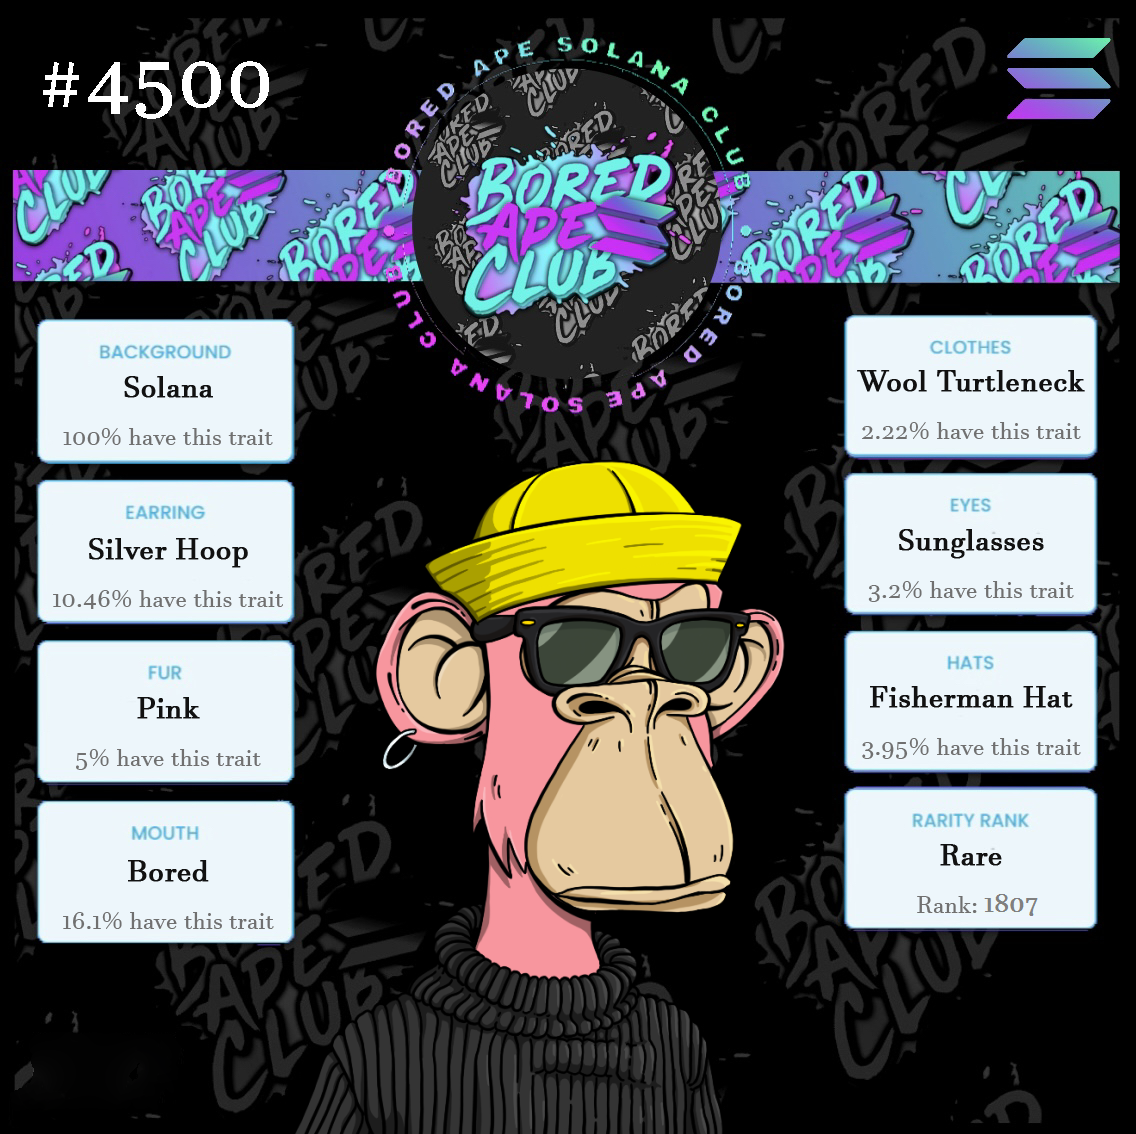 #4500
BORED APE SOLANA CLUB
BORED APE SOLANA CLUB
BORED
APE
CLUB
BACKGROUND
Solana
100% have this trait
EARRING
Silver Hoop
10.46% have this trait
FUR
Pink
5% have this trait
MOUTH
Bored
16.1% have this trait
CLOTHES
Wool Turtleneck
2.22% have this trait
EYES
Sunglasses
3.2% have this trait
HATS
Fisherman Hat
3.95% have this trait
RARITY RANK
Rare
Rank: 1807